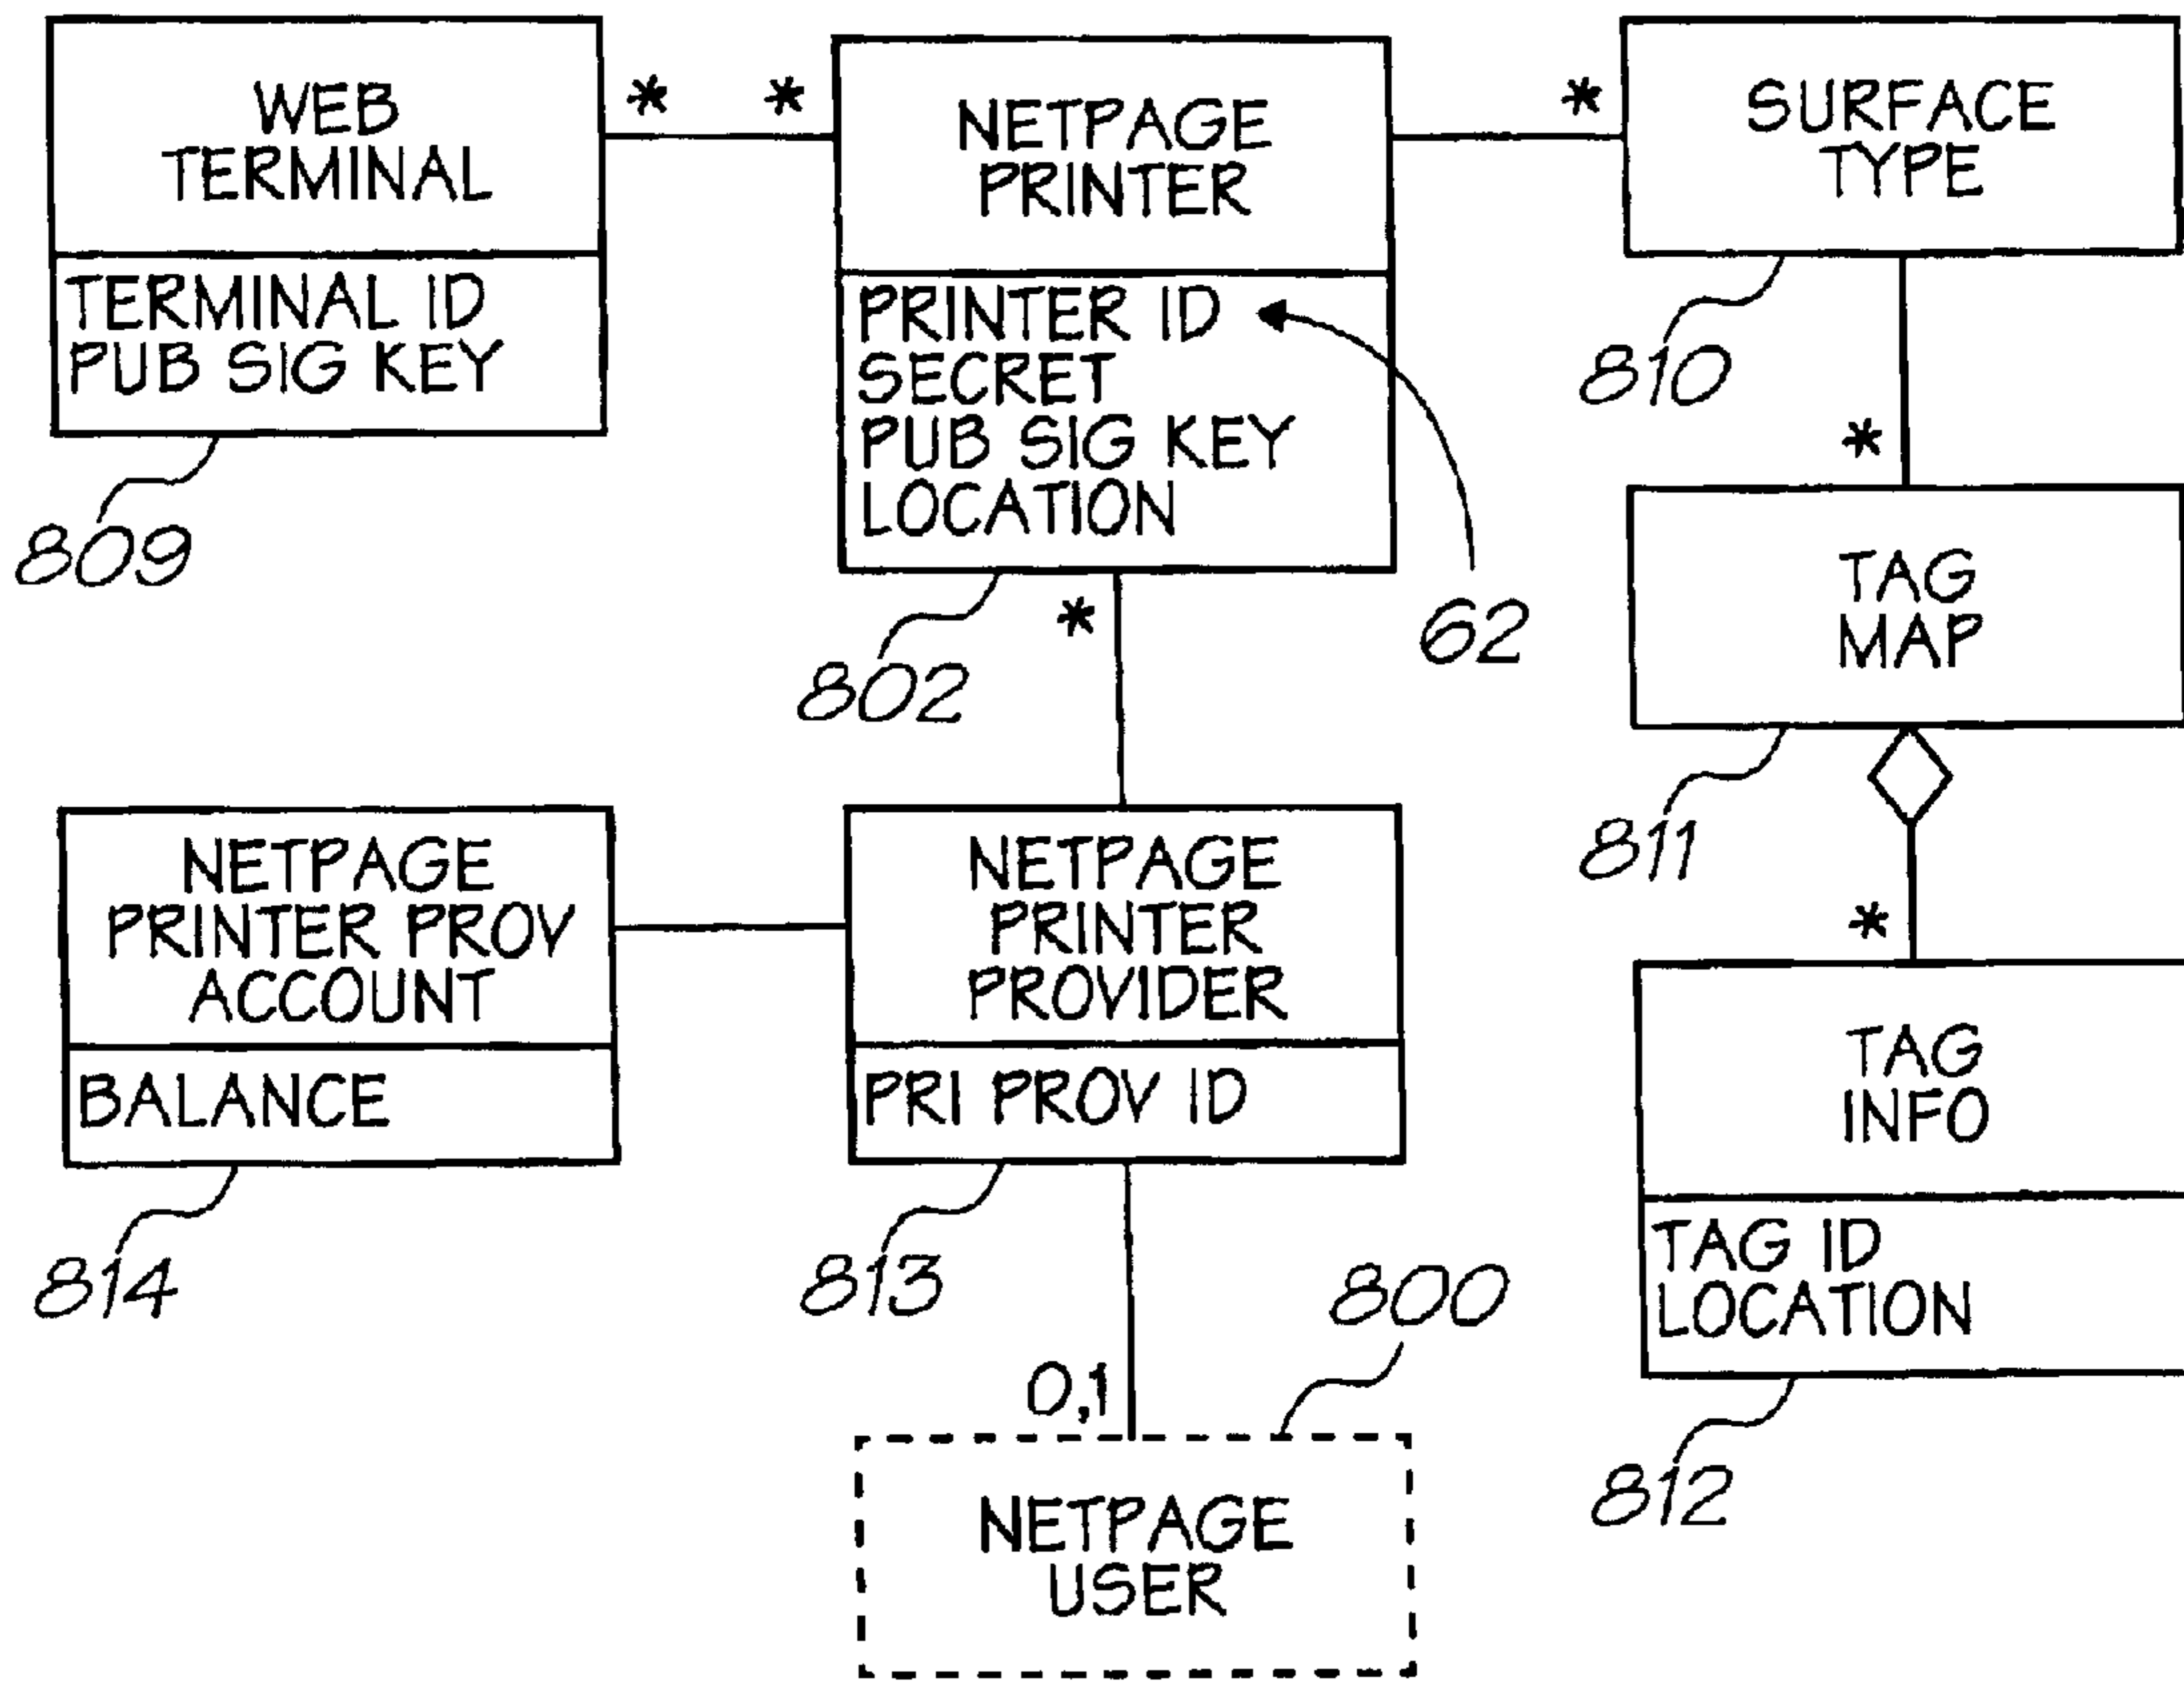 WEB
TERMINAL
TERMINAL ID
PUB SIG KEY
809
* *
NETPAGE
PRINTER
PRINTER ID
SECRET
PUB SIG KEY
LOCATION
802
62
*
*
SURFACE
TYPE
810
*
TAG
MAP
811
*
TAG
INFO
TAG ID
LOCATION
812
NETPAGE
PRINTER PROV
ACCOUNT
BALANCE
814
NETPAGE
PRINTER
PROVIDER
PRI PROV ID
813
800
0,1
NETPAGE
USER